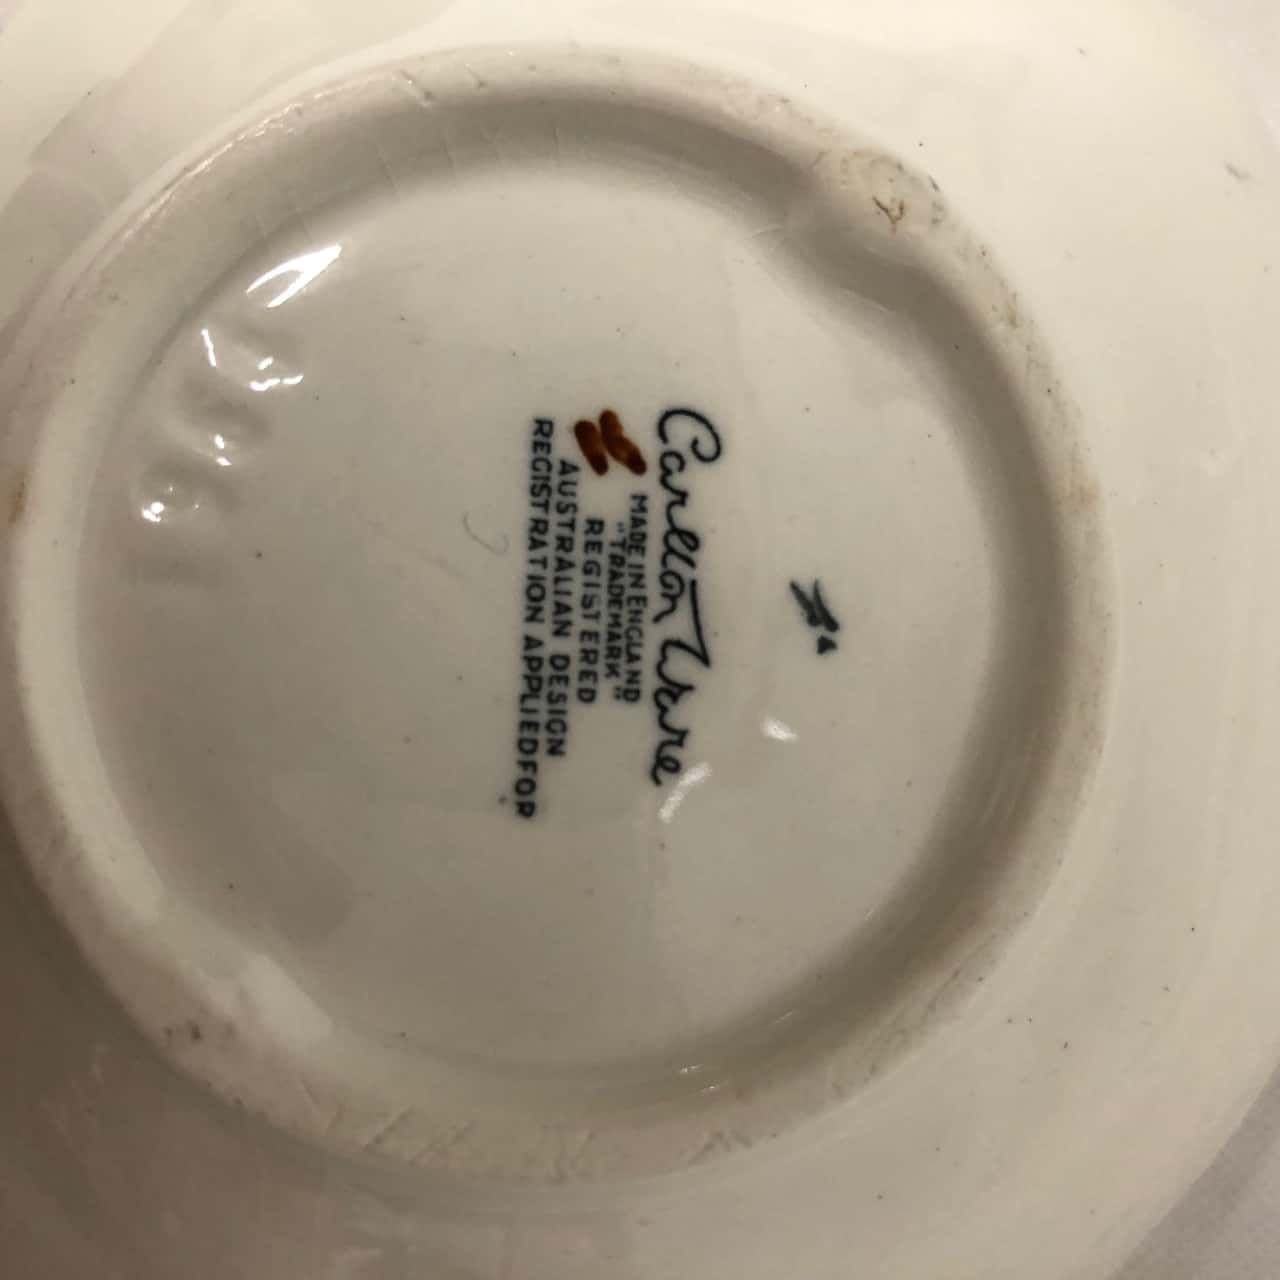 Carlton Ware
MADE IN ENGLAND
"TRADEMARK"
REGISTERED
AUSTRALIAN DESIGN
REGISTRATION APPLIED FOR